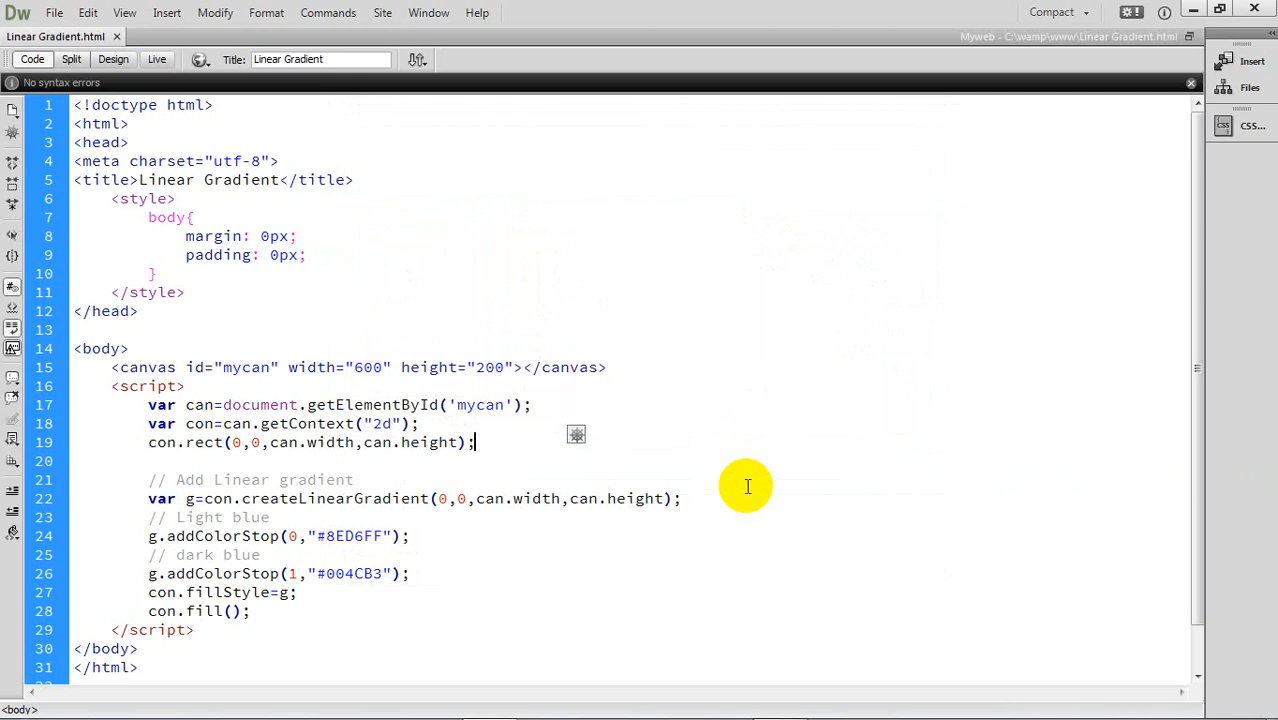 Dw File Edit View Insert Modify Format Commands Site Window Help Compact
Linear Gradient.html Myweb - C:\wamp\www\Linear Gradient.html
Code Split Design Live Title: Linear Gradient
No syntax errors
Insert
Files
CSS...
1 <!doctype html>
2 <html>
3 <head>
4 <meta charset="utf-8">
5 <title>Linear Gradient</title>
6 <style>
7 body{
8 margin: 0px;
9 padding: 0px;
10 }
11 </style>
12 </head>
13
14 <body>
15 <canvas id="mycan" width="600" height="200"></canvas>
16 <script>
17 var can=document.getElementById('mycan');
18 var con=can.getContext("2d");
19 con.rect(0,0,can.width,can.height);
20
21 // Add Linear gradient
22 var g=con.createLinearGradient(0,0,can.width,can.height);
23 // Light blue
24 g.addColorStop(0,"#8ED6FF");
25 // dark blue
26 g.addColorStop(1,"#004CB3");
27 con.fillStyle=g;
28 con.fill();
29 </script>
30 </body>
31 </html>
<body>